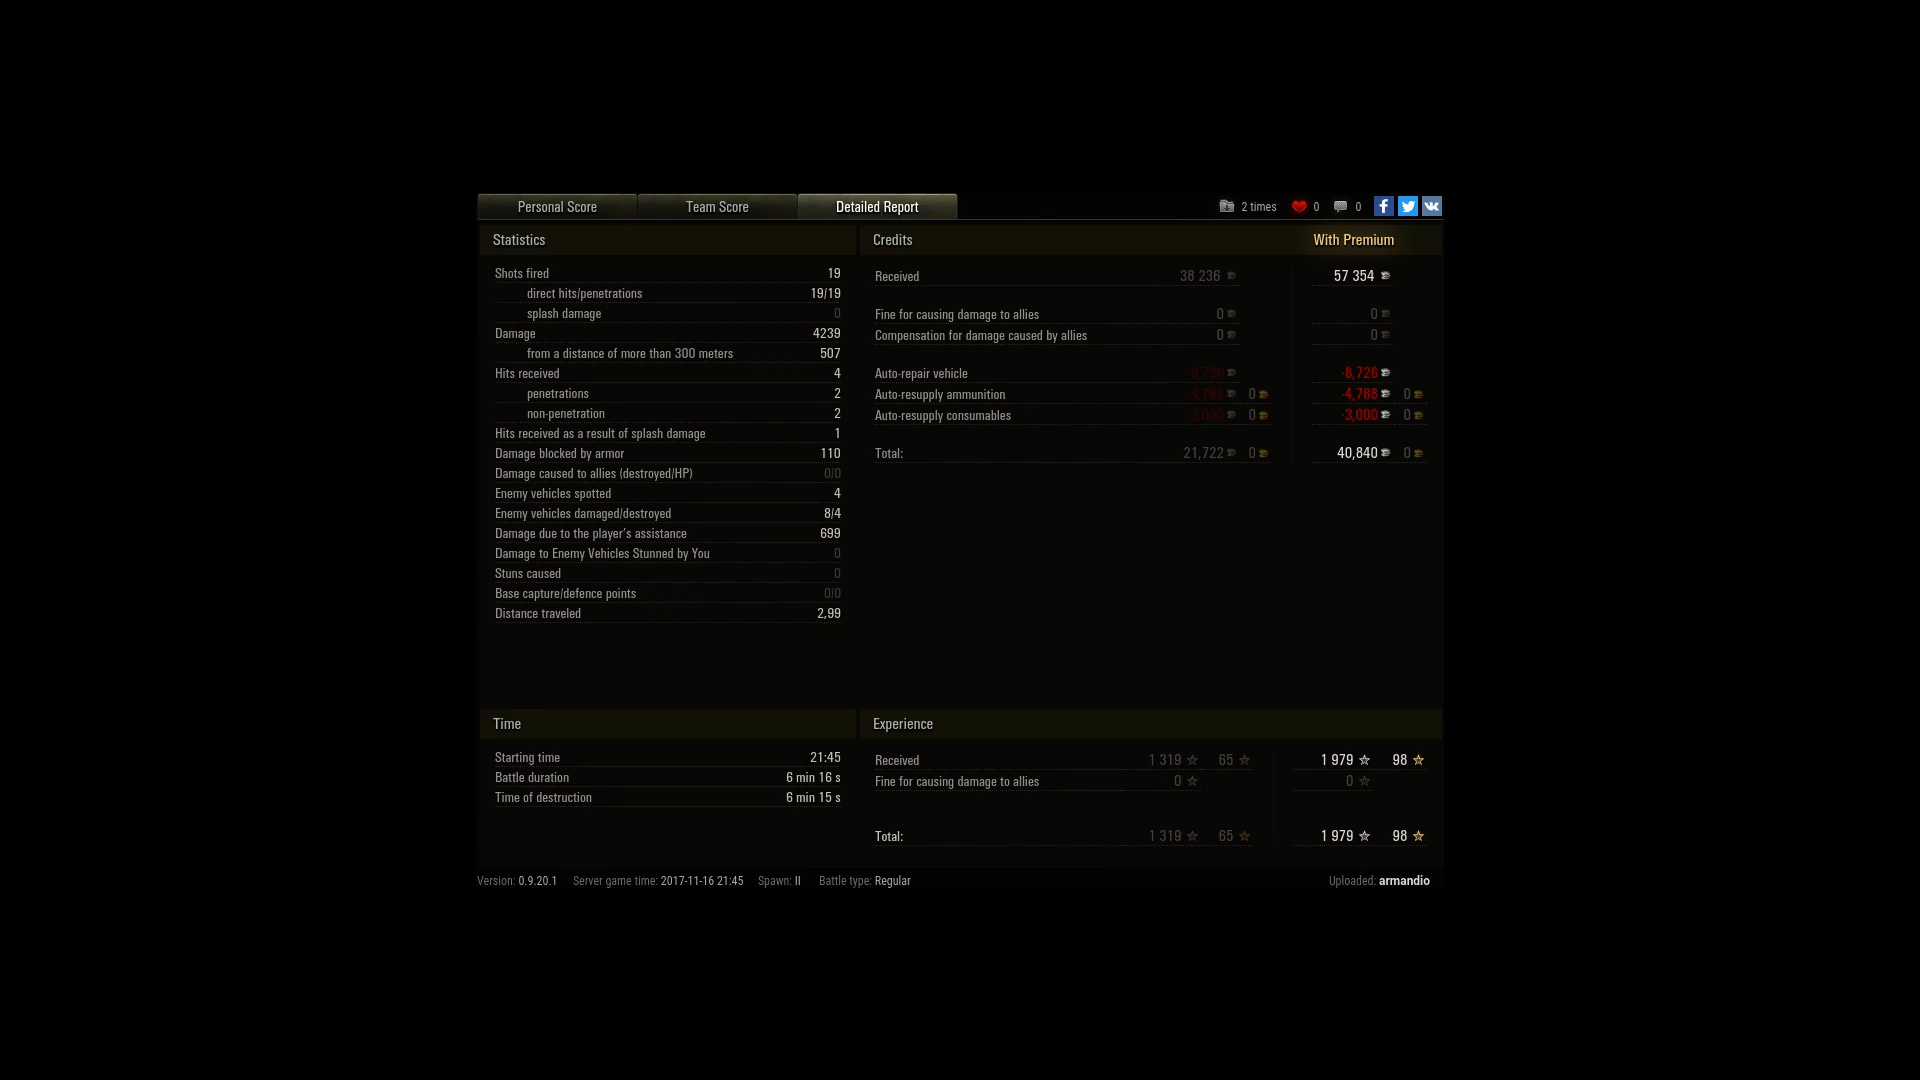 Personal Score Team Score Detailed Report 2 times 0 0
Statistics
Shots fired 19
direct hits/penetrations 19/19
splash damage 0
Damage 4239
from a distance of more than 300 meters 507
Hits received 4
penetrations 2
non-penetration 2
Hits received as a result of splash damage 1
Damage blocked by armor 110
Damage caused to allies (destroyed/HP) 0/0
Enemy vehicles spotted 4
Enemy vehicles damaged/destroyed 8/4
Damage due to the player's assistance 699
Damage to Enemy Vehicles Stunned by You 0
Stuns caused 0
Base capture/defence points 0/0
Distance traveled 2,99
Credits With Premium
Received 38 236 57 354
Fine for causing damage to allies 0 0
Compensation for damage caused by allies 0 0
Auto-repair vehicle -8,726 -8,726
Auto-resupply ammunition -4,788 0 -4,788 0
Auto-resupply consumables -3,000 0 -3,000 0
Total: 21,722 0 40,840 0
Time
Starting time 21:45
Battle duration 6 min 16 s
Time of destruction 6 min 15 s
Experience
Received 1 319 65 1 979 98
Fine for causing damage to allies 0 0
Total: 1 319 65 1 979 98
Version: 0.9.20.1 Server game time: 2017-11-16 21:45 Spawn: II Battle type: Regular Uploaded: armandio